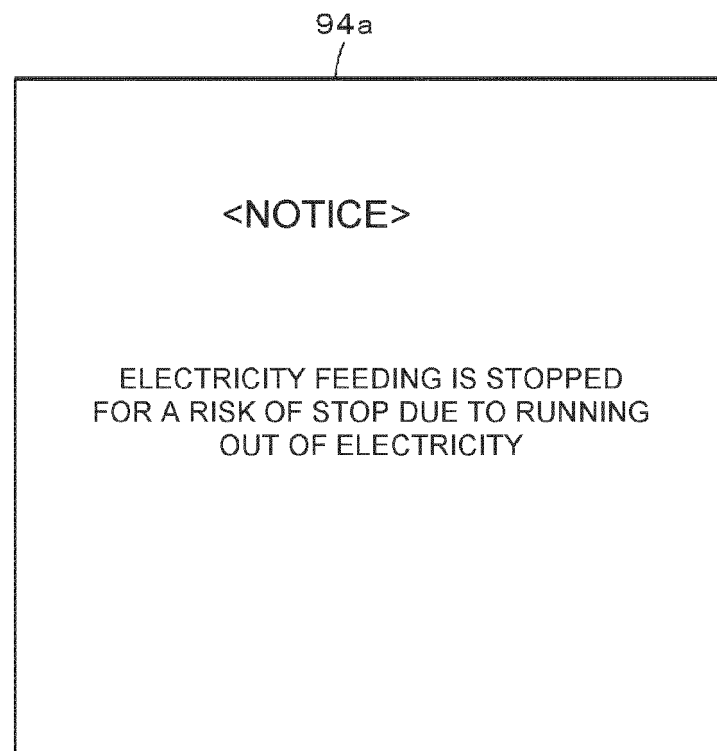 94a
<NOTICE>
ELECTRICITY FEEDING IS STOPPED
FOR A RISK OF STOP DUE TO RUNNING
OUT OF ELECTRICITY